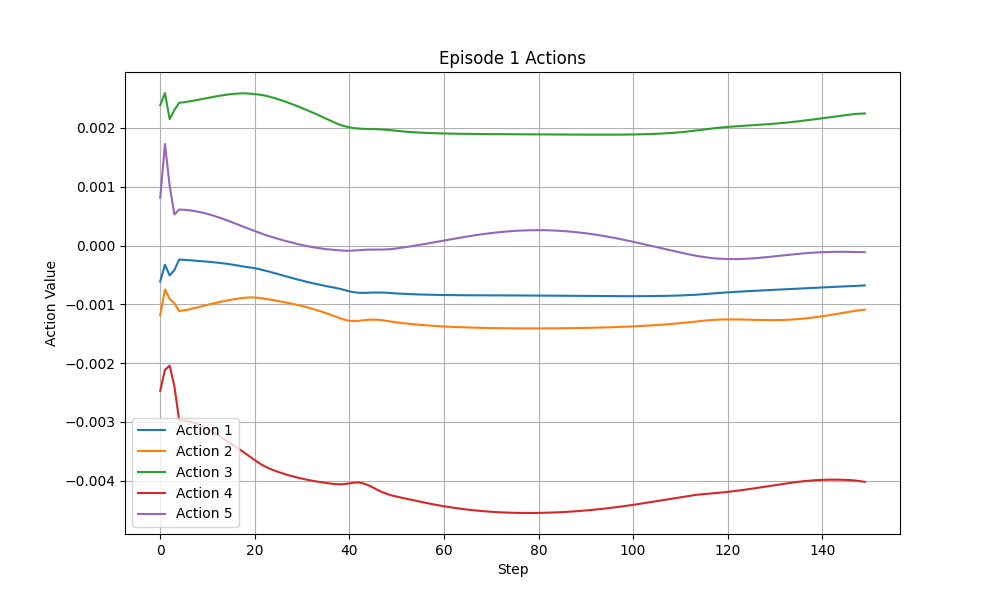 Episode 1 Actions
Action Value
0.002
0.001
0.000
−0.001
−0.002
−0.003
−0.004
Action 1
Action 2
Action 3
Action 4
Action 5
0 20 40 60 80 100 120 140
Step